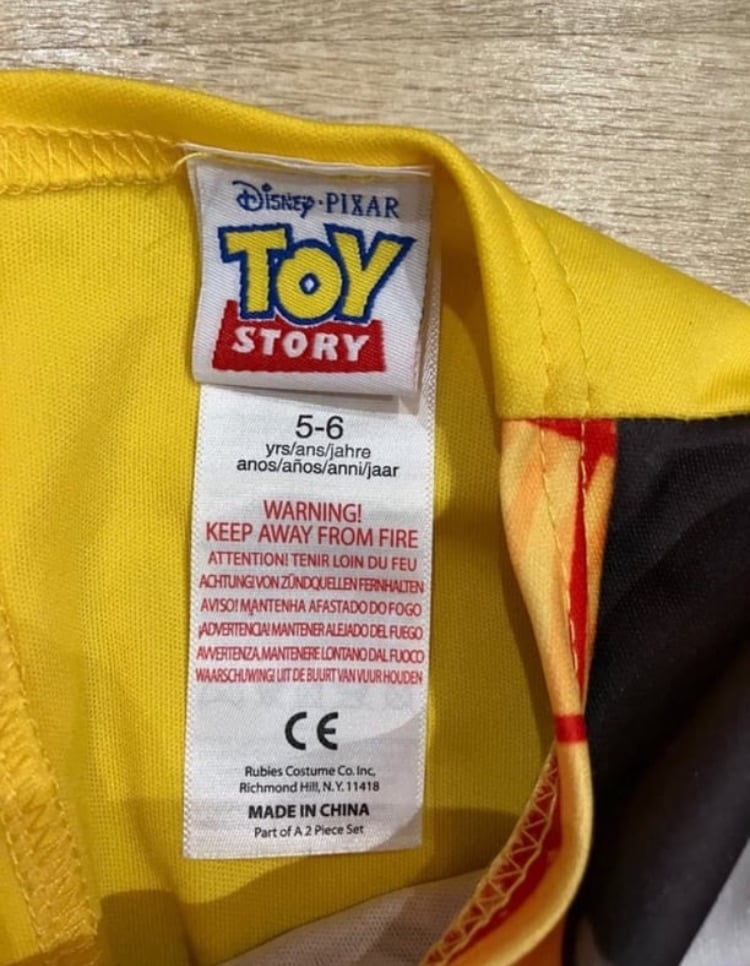 Disney·PIXAR
TOY
STORY
5-6
yrs/ans/jahre
anos/años/anni/jaar
WARNING!
KEEP AWAY FROM FIRE
ATTENTION! TENIR LOIN DU FEU
ACHTUNG! VON ZÜNDQUELLEN FERNHALTEN
AVISO! MANTENHA AFASTADO DO FOGO
¡ADVERTENCIA! MANTENER ALEJADO DEL FUEGO
AVVERTENZA, MANTENERE LONTANO DAL FUOCO
WAARSCHUWING! UIT DE BUURT VAN VUUR HOUDEN
CE
Rubies Costume Co. Inc,
Richmond Hill, N.Y. 11418
MADE IN CHINA
Part of A 2 Piece Set